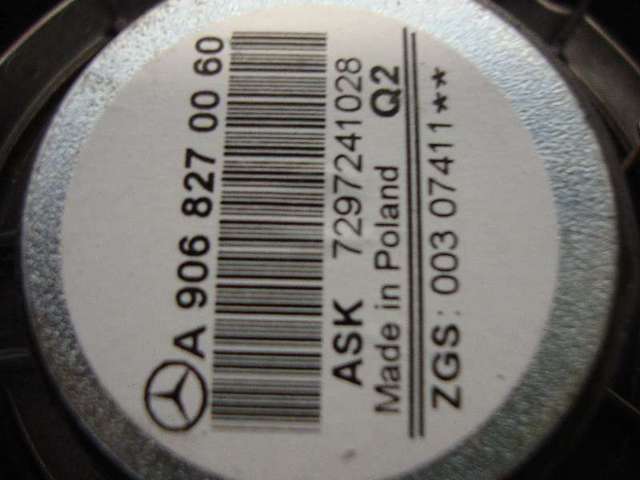 A 906 827 00 60
ASK 7297241028
Made in Poland Q2
ZGS: 003 07411**